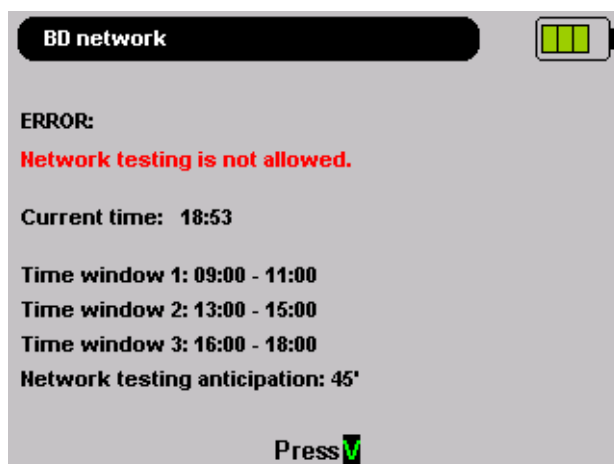 BD network
ERROR:
Network testing is not allowed.
Current time: 18:53
Time window 1: 09:00 - 11:00
Time window 2: 13:00 - 15:00
Time window 3: 16:00 - 18:00
Network testing anticipation: 45'
Press V